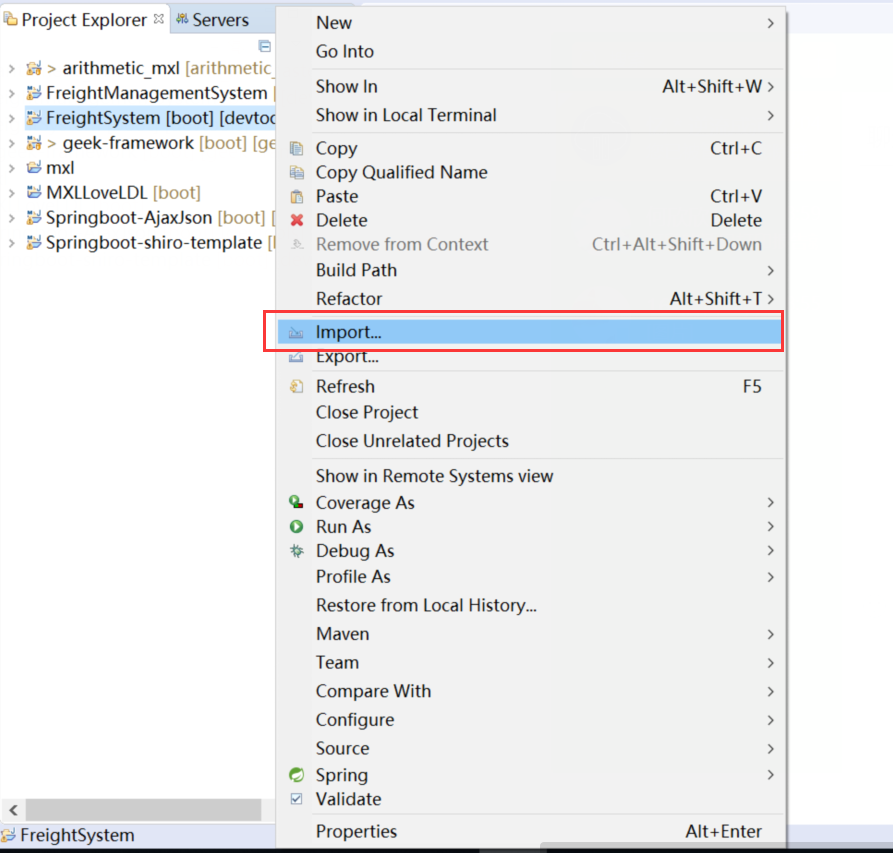 Project Explorer
Servers
> arithmetic_mxl [arithmetic_
FreightManagementSystem [
FreightSystem [boot] [devtoo
> geek-framework [boot] [ge
mxl
MXLLoveLDL [boot]
Springboot-AjaxJson [boot] [
Springboot-shiro-template [
FreightSystem
New
Go Into
Show In Alt+Shift+W
Show in Local Terminal
Copy Ctrl+C
Copy Qualified Name
Paste Ctrl+V
Delete Delete
Remove from Context Ctrl+Alt+Shift+Down
Build Path
Refactor Alt+Shift+T
Import...
Export...
Refresh F5
Close Project
Close Unrelated Projects
Show in Remote Systems view
Coverage As
Run As
Debug As
Profile As
Restore from Local History...
Maven
Team
Compare With
Configure
Source
Spring
Validate
Properties Alt+Enter